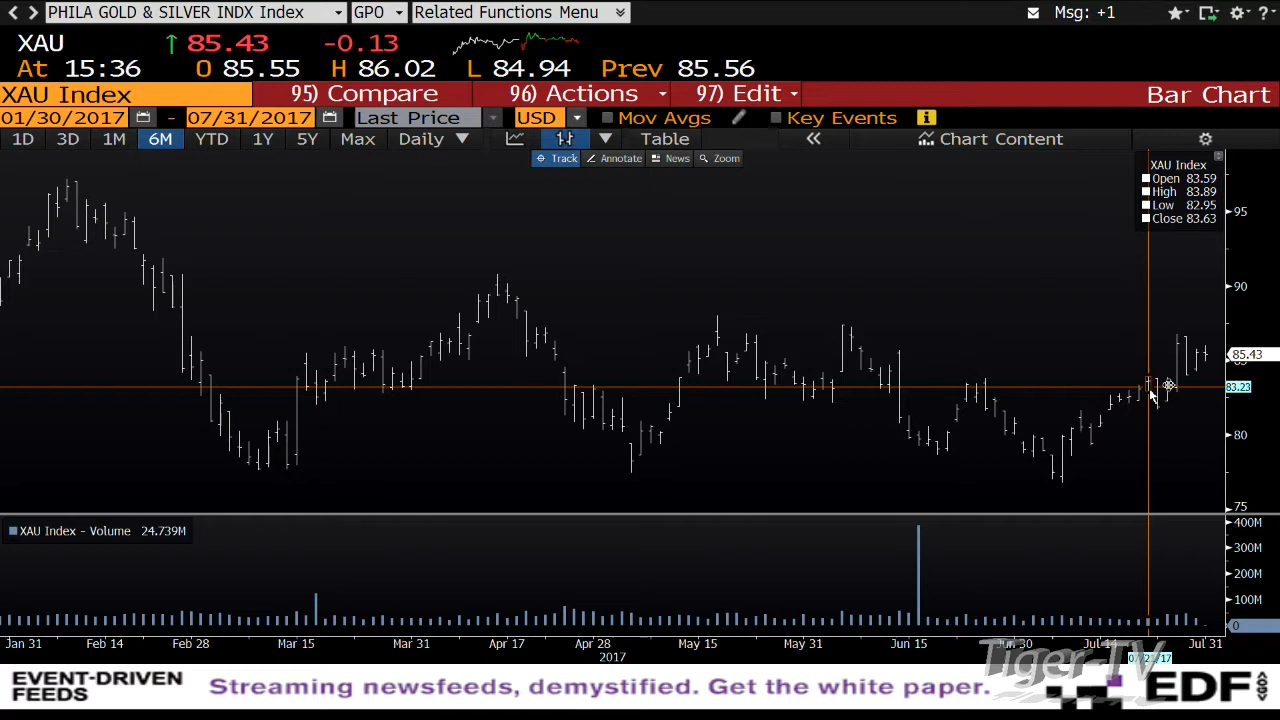 PHILA GOLD & SILVER INDX Index GPO Related Functions Menu Msg: +1 ?
XAU 85.43 -0.13
At 15:36 O 85.55 H 86.02 L 84.94 Prev 85.56
XAU Index 95) Compare 96) Actions 97) Edit Bar Chart
01/30/2017 - 07/31/2017 Last Price USD Mov Avgs Key Events i
1D 3D 1M 6M YTD 1Y 5Y Max Daily Table « Chart Content
Track Annotate News Zoom
XAU Index
Open 83.59
High 83.89
Low 82.95
Close 83.63
95
90
85.43
83.23
80
75
XAU Index - Volume 24.739M
400M
300M
200M
100M
0
Jan 31 Feb 14 Feb 28 Mar 15 Mar 31 Apr 17 Apr 28 May 15 May 31 Jun 15 Jun 30 Jul 14 Jul 31
2017
Tiger-TV
EVENT-DRIVEN
FEEDS
Streaming newsfeeds, demystified. Get the white paper.
EDF